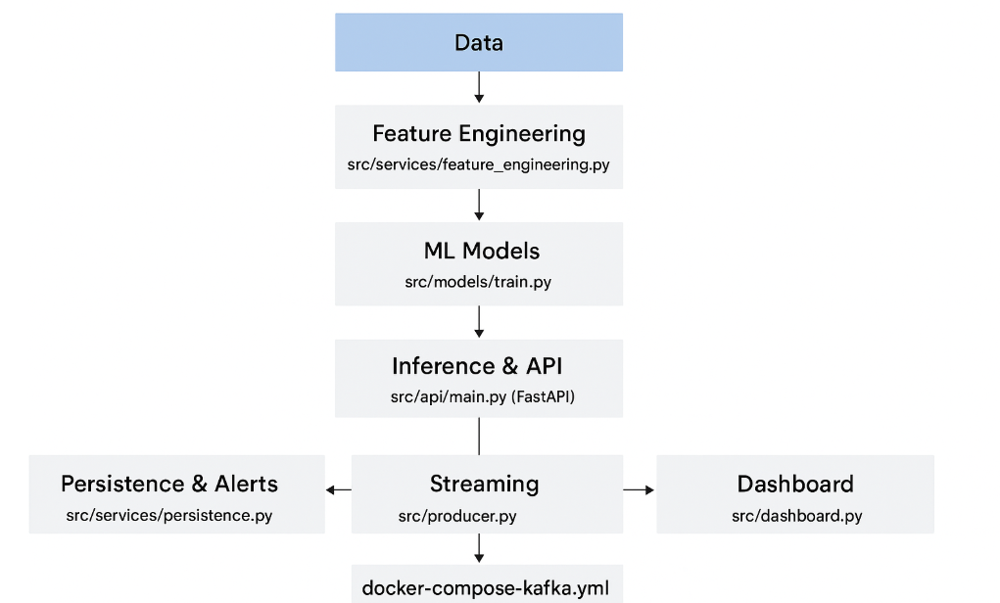 Data
Feature Engineering
src/services/feature_engineering.py
ML Models
src/models/train.py
Inference & API
src/api/main.py (FastAPI)
Persistence & Alerts
src/services/persistence.py
Streaming
src/producer.py
Dashboard
src/dashboard.py
docker-compose-kafka.yml